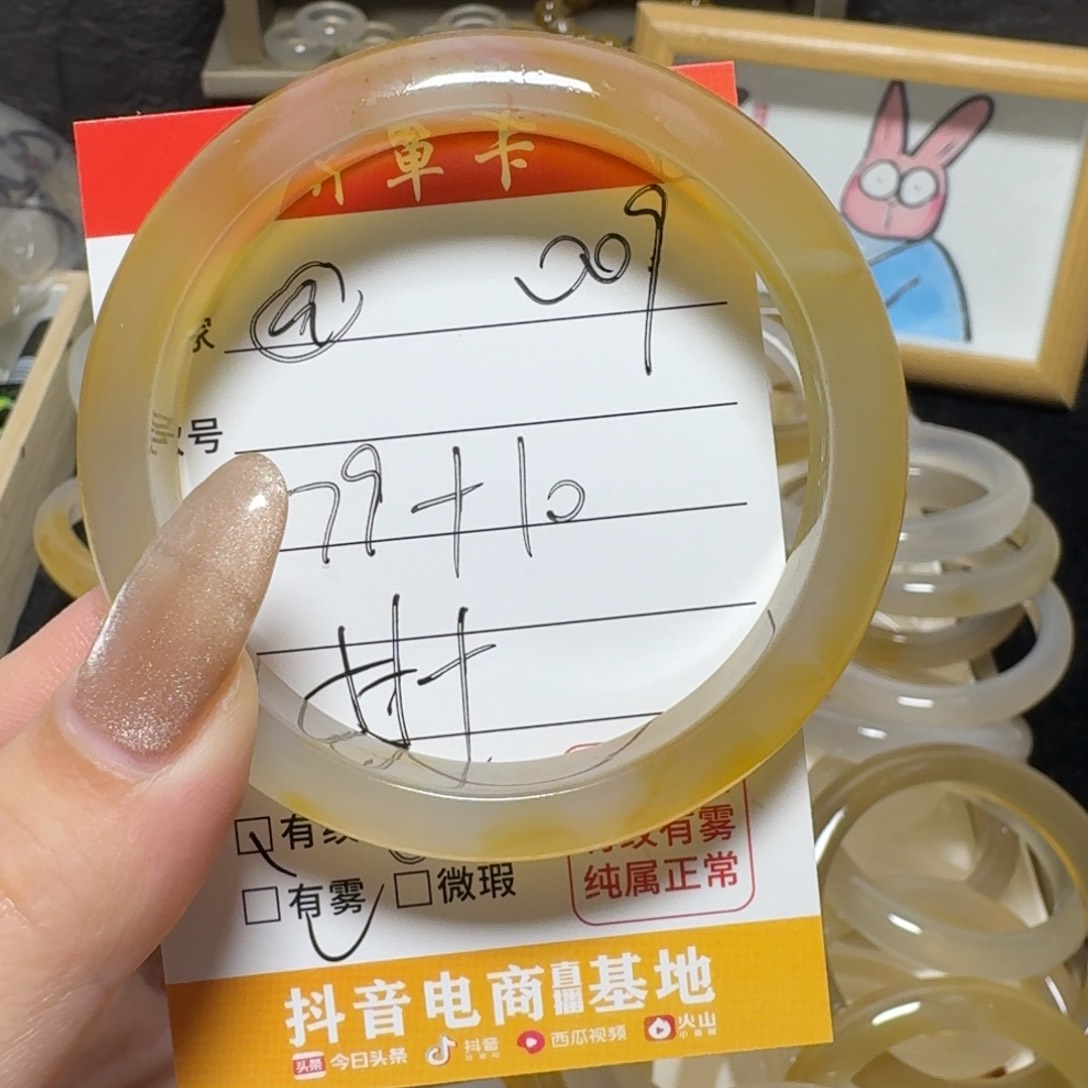 单卡
家 009
号
79+10
有纹
有纹有雾
有雾 微瑕 纯属正常
抖音电商直播基地
头条 今日头条 抖音 西瓜视频 火山